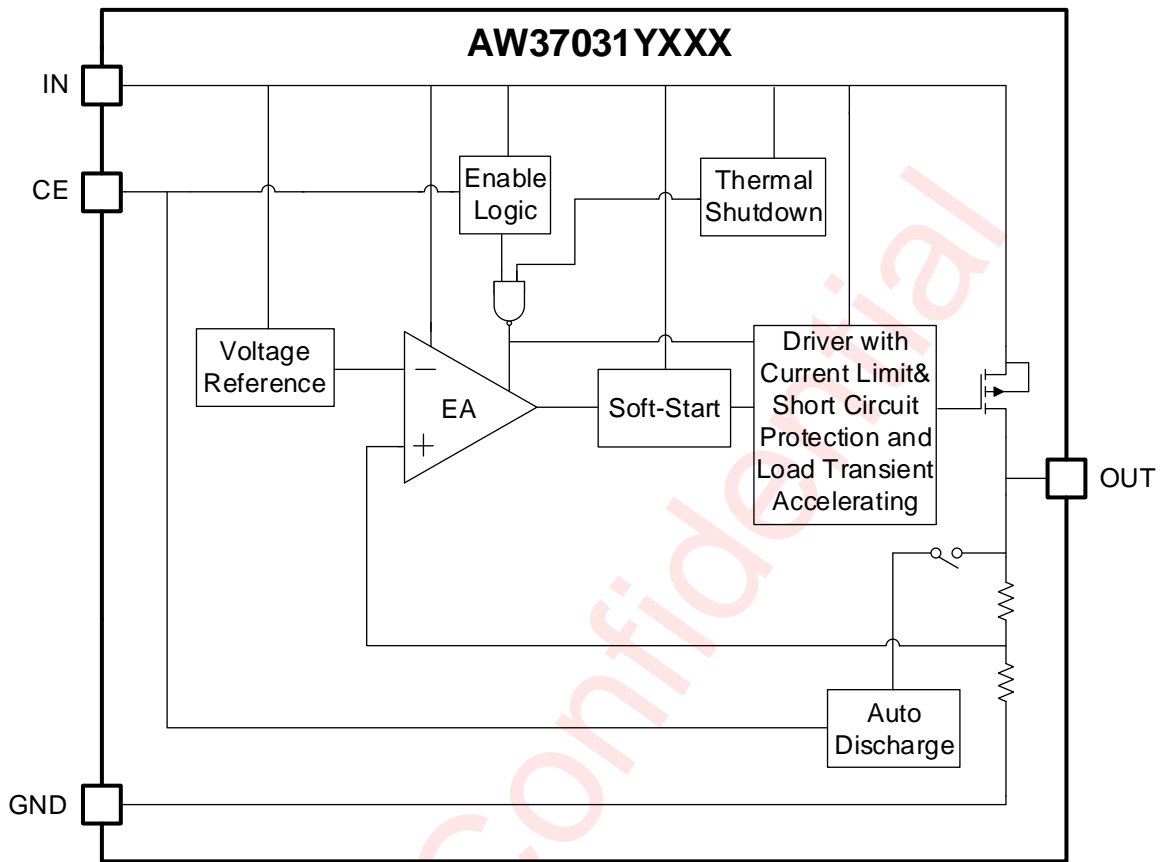 AW37031YXXX
IN
CE
Enable
Logic
Thermal
Shutdown
Voltage
Reference
−
EA
+
Soft-Start
Driver with
Current Limit&
Short Circuit
Protection and
Load Transient
Accelerating
OUT
Auto
Discharge
GND
Confidential